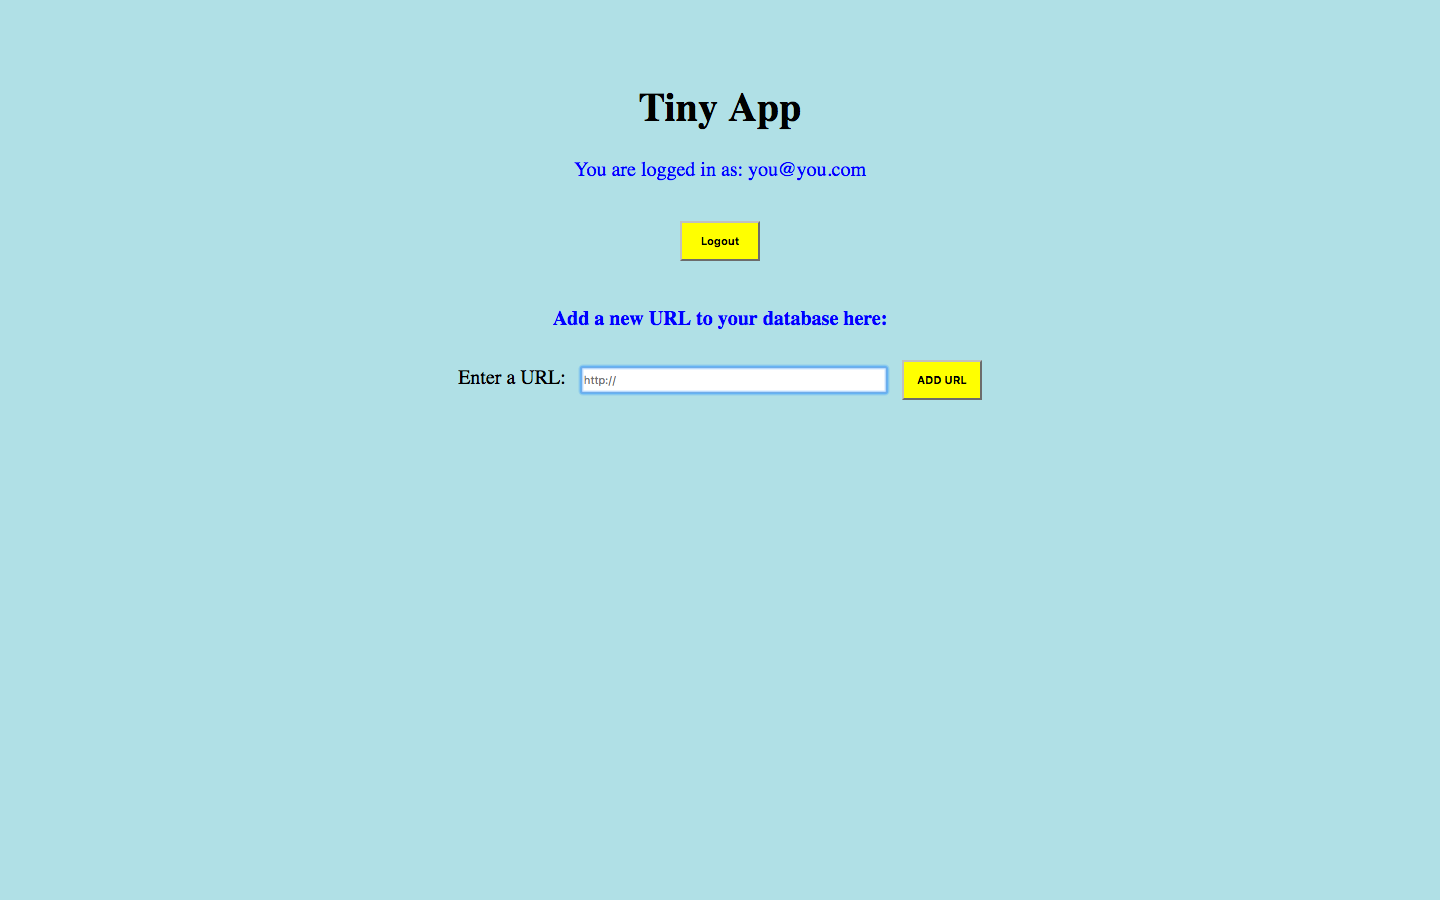 Tiny App
You are logged in as: you@you.com
Logout
Add a new URL to your database here:
Enter a URL: http:// ADD URL